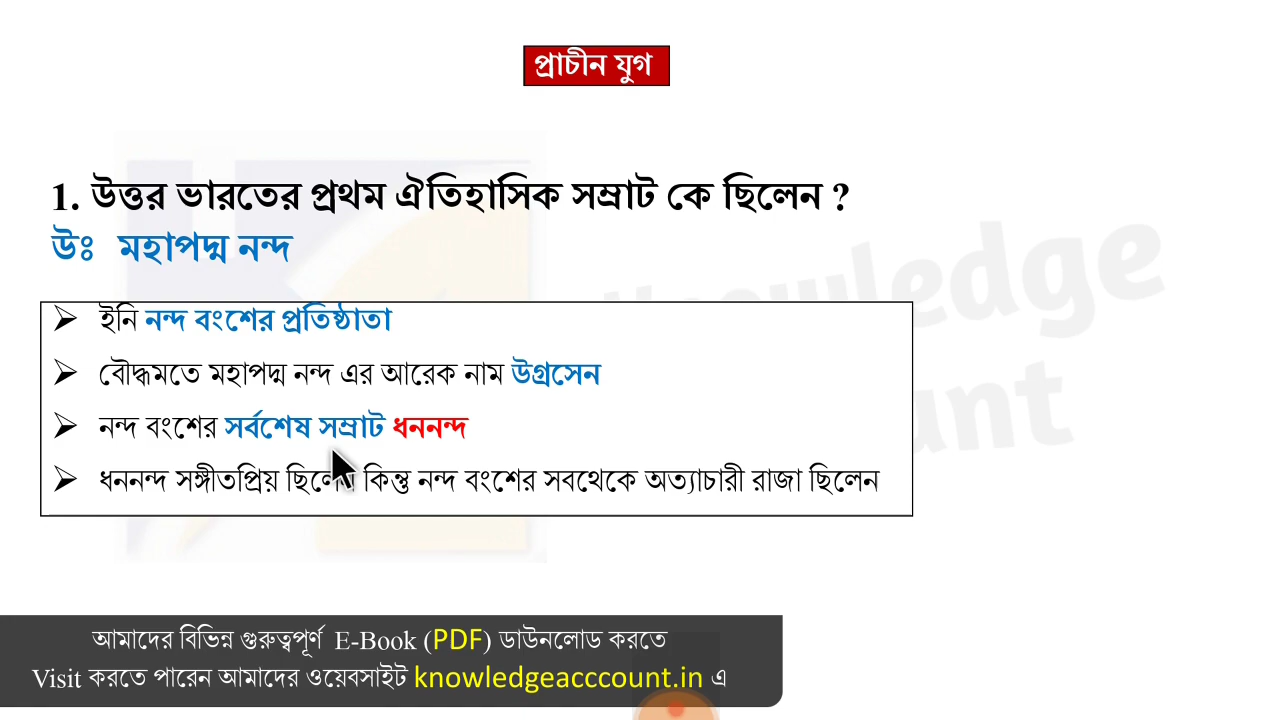 প্রাচীন যুগ
1. উত্তর ভারতের প্রথম ঐতিহাসিক সম্রাট কে ছিলেন ?
উঃ মহাপদ্ম নন্দ
➢ ইনি নন্দ বংশের প্রতিষ্ঠাতা
➢ বৌদ্ধমতে মহাপদ্ম নন্দ এর আরেক নাম উগ্রসেন
➢ নন্দ বংশের সর্বশেষ সম্রাট ধননন্দ
➢ ধননন্দ সঙ্গীতপ্রিয় ছিলেন কিন্তু নন্দ বংশের সবথেকে অত্যাচারী রাজা ছিলেন
আমাদের বিভিন্ন গুরুত্বপূর্ণ E-Book (PDF) ডাউনলোড করতে
Visit করতে পারেন আমাদের ওয়েবসাইট knowledgeacccount.in এ